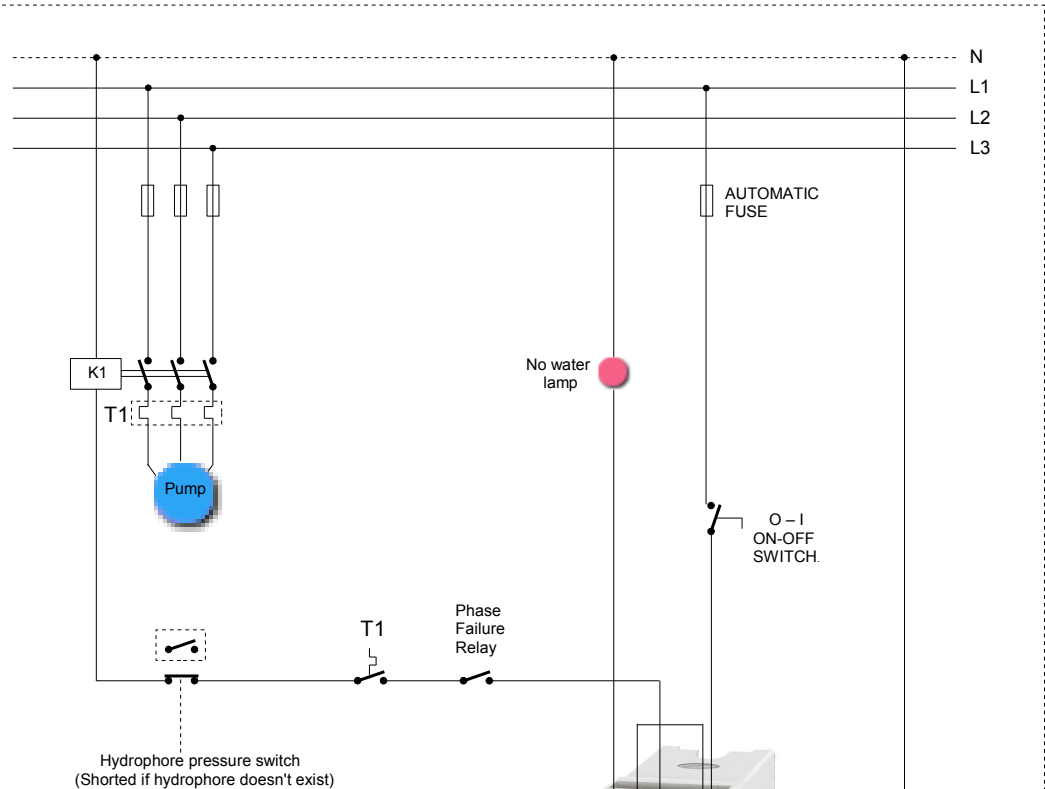 N
L1
L2
L3
AUTOMATIC
FUSE
No water
lamp
K1
T1
Pump
O – I
ON-OFF
SWITCH.
T1
Phase
Failure
Relay
Hydrophore pressure switch
(Shorted if hydrophore doesn't exist)